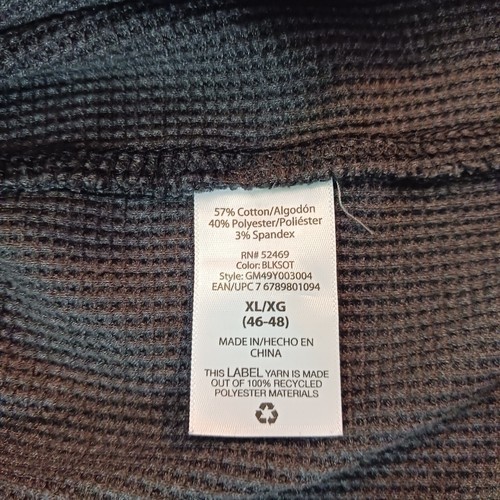 57% Cotton/Algodón
40% Polyester/Poliéster
3% Spandex
RN# 52469
Color: BLKSOT
Style: GM49Y003004
EAN/UPC 7 6789801094
XL/XG
(46-48)
MADE IN/HECHO EN
CHINA
THIS LABEL YARN IS MADE
OUT OF 100% RECYCLED
POLYESTER MATERIALS